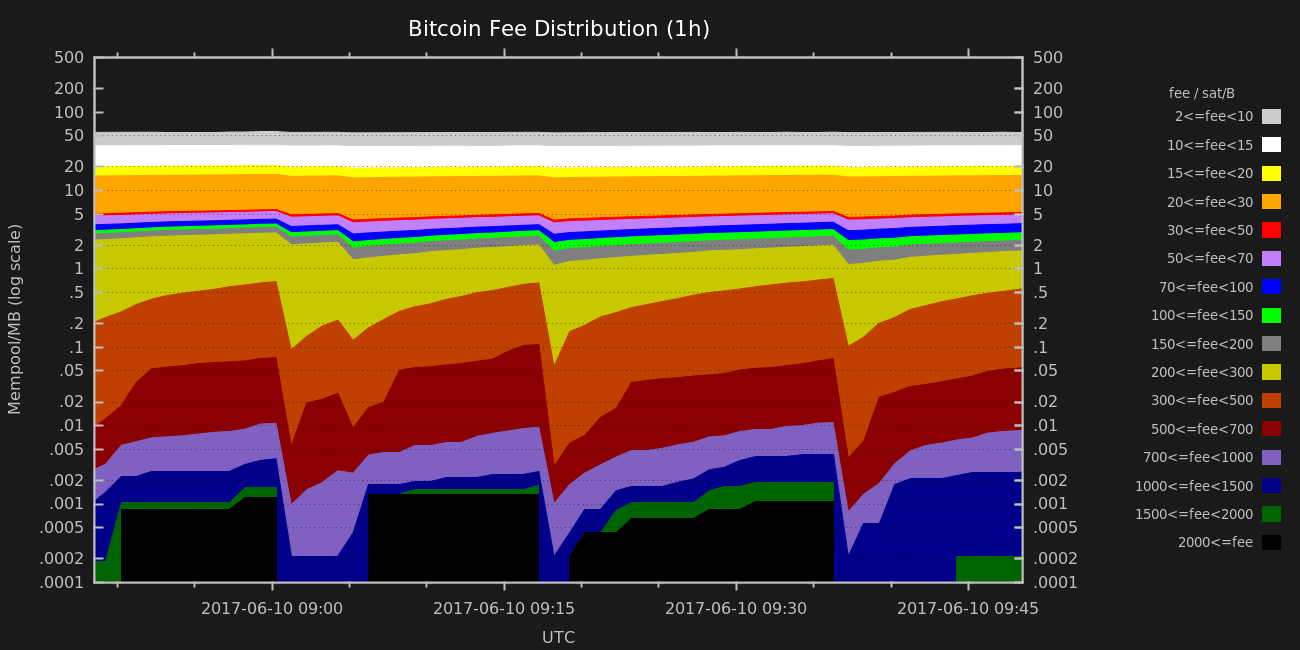 Bitcoin Fee Distribution (1h)
Mempool/MB (log scale)
500
200
100
50
20
10
5
2
1
.5
.2
.1
.05
.02
.01
.005
.002
.001
.0005
.0002
.0001
500
200
100
50
20
10
5
2
1
.5
.2
.1
.05
.02
.01
.005
.002
.001
.0005
.0002
.0001
2017-06-10 09:00
2017-06-10 09:15
2017-06-10 09:30
2017-06-10 09:45
UTC
fee / sat/B
2<=fee<10
10<=fee<15
15<=fee<20
20<=fee<30
30<=fee<50
50<=fee<70
70<=fee<100
100<=fee<150
150<=fee<200
200<=fee<300
300<=fee<500
500<=fee<700
700<=fee<1000
1000<=fee<1500
1500<=fee<2000
2000<=fee